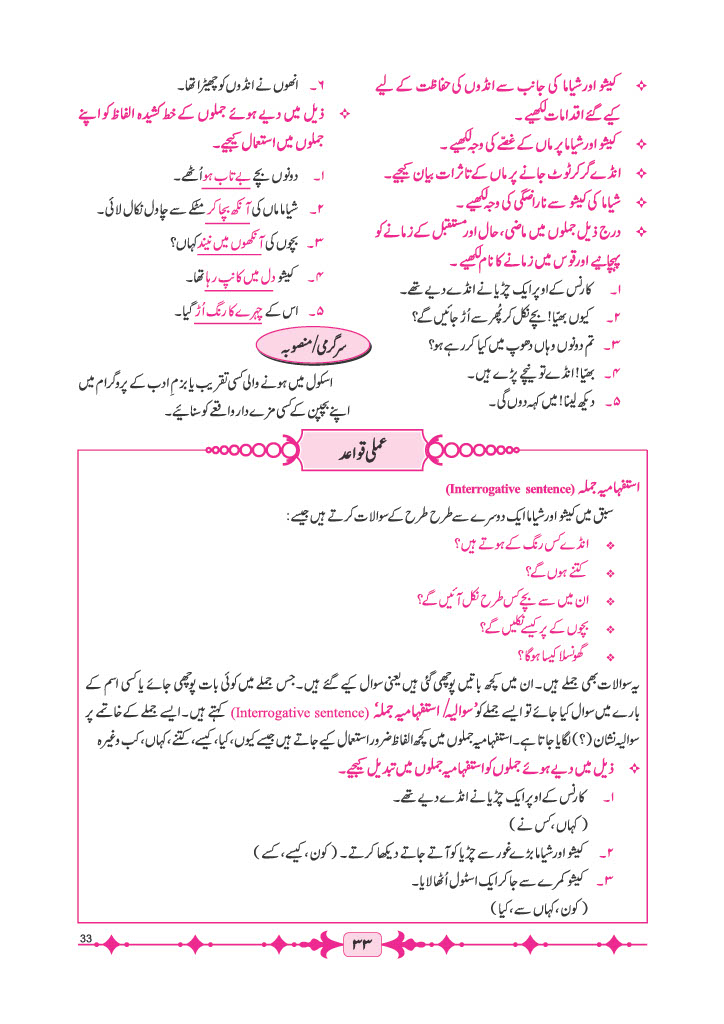 ❖ کیشو اور شیاما کی جانب سے انڈوں کی حفاظت کے لیے
کیے گئے اقدامات لکھیے۔
❖ کیشو اور شیاما پر ماں کے غصّے کی وجہ لکھیے۔
❖ انڈے گر کر ٹوٹ جانے پر ماں کے تاثرات بیان کیجیے۔
❖ شیاما کی کیشو سے ناراضگی کی وجہ لکھیے۔
❖ درج ذیل جملوں میں ماضی، حال اور مستقبل کے زمانے کو
پہچانیے اور قوس میں زمانے کا نام لکھیے۔
۱۔ کارنس کے اوپر ایک چڑیا نے انڈے دیے تھے۔
۲۔ کیوں بھیّا! بچے نکل کر پُھر سے اُڑ جائیں گے؟
۳۔ تم دونوں وہاں دھوپ میں کیا کر رہے ہو؟
۴۔ بھیّا! انڈے تو نیچے پڑے ہیں۔
۵۔ دیکھ لینا! میں کہہ دوں گی۔
۶۔ انھوں نے انڈوں کو چھیڑا تھا۔
❖ ذیل میں دیے ہوئے جملوں کے خط کشیدہ الفاظ کو اپنے
جملوں میں استعمال کیجیے۔
۱۔ دونوں بچے بے تاب ہو اُٹھے۔
۲۔ شیاما ماں کی آنکھ بچا کر مٹکے سے چاول نکال لائی۔
۳۔ بچوں کی آنکھوں میں نیند کہاں؟
۴۔ کیشو دل میں کانپ رہا تھا۔
۵۔ اس کے چہرے کا رنگ اُڑ گیا۔
سرگرمی/منصوبہ
اسکول میں ہونے والی کسی تقریب یا بزمِ ادب کے پروگرام میں
اپنے بچپن کے کسی مزے دار واقعے کو سنائیے۔
عملی قواعد
استفہامیہ جملہ (Interrogative sentence)
سبق میں کیشو اور شیاما ایک دوسرے سے طرح طرح کے سوالات کرتے ہیں جیسے:
❖ انڈے کس رنگ کے ہوتے ہیں؟
❖ کتنے ہوں گے؟
❖ ان میں سے بچے کس طرح نکل آئیں گے؟
❖ بچوں کے پر کیسے نکلیں گے؟
❖ گھونسلا کیسا ہوگا؟
یہ سوالات بھی جملے ہیں۔ ان میں کچھ باتیں پوچھی گئی ہیں یعنی سوال کیے گئے ہیں۔ جس جملے میں کوئی بات پوچھی جائے یا کسی اسم کے
بارے میں سوال کیا جائے تو ایسے جملے کو 'سوالیہ/ استفہامیہ جملہ' (Interrogative sentence) کہتے ہیں۔ ایسے جملے کے خاتمے پر
سوالیہ نشان (؟) لگایا جاتا ہے۔ استفہامیہ جملوں میں کچھ الفاظ ضرور استعمال کیے جاتے ہیں جیسے کیوں، کیا، کیسے، کتنے، کہاں، کب وغیرہ
❖ ذیل میں دیے ہوئے جملوں کو استفہامیہ جملوں میں تبدیل کیجیے۔
۱۔ کارنس کے اوپر ایک چڑیا نے انڈے دیے تھے۔
(کہاں، کس نے)
۲۔ کیشو اور شیاما بڑے غور سے چڑیا کو آتے جاتے دیکھا کرتے۔ (کون، کیسے، کسے)
۳۔ کیشو کمرے سے جا کر ایک اسٹول اُٹھا لایا۔
(کون، کہاں سے، کیا)
33
۳۳